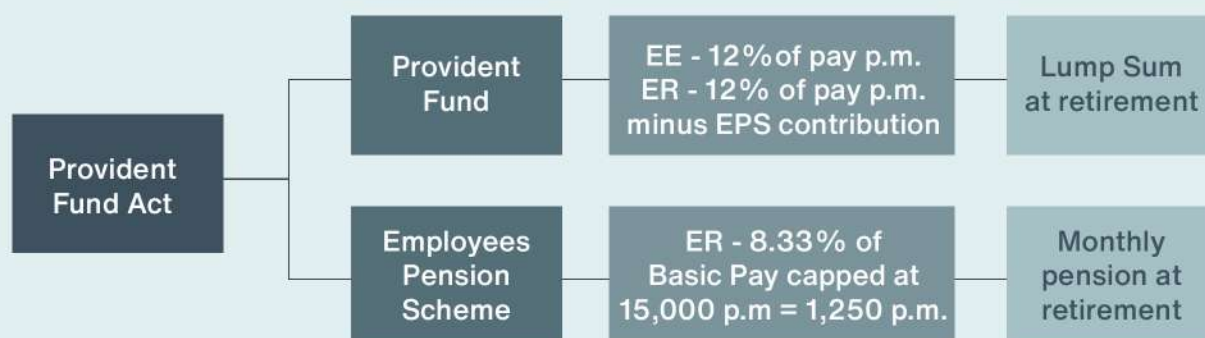 Provident
Fund Act
Provident
Fund
EE - 12% of pay p.m.
ER - 12% of pay p.m.
minus EPS contribution
Lump Sum
at retirement
Employees
Pension
Scheme
ER - 8.33% of
Basic Pay capped at
15,000 p.m = 1,250 p.m.
Monthly
pension at
retirement